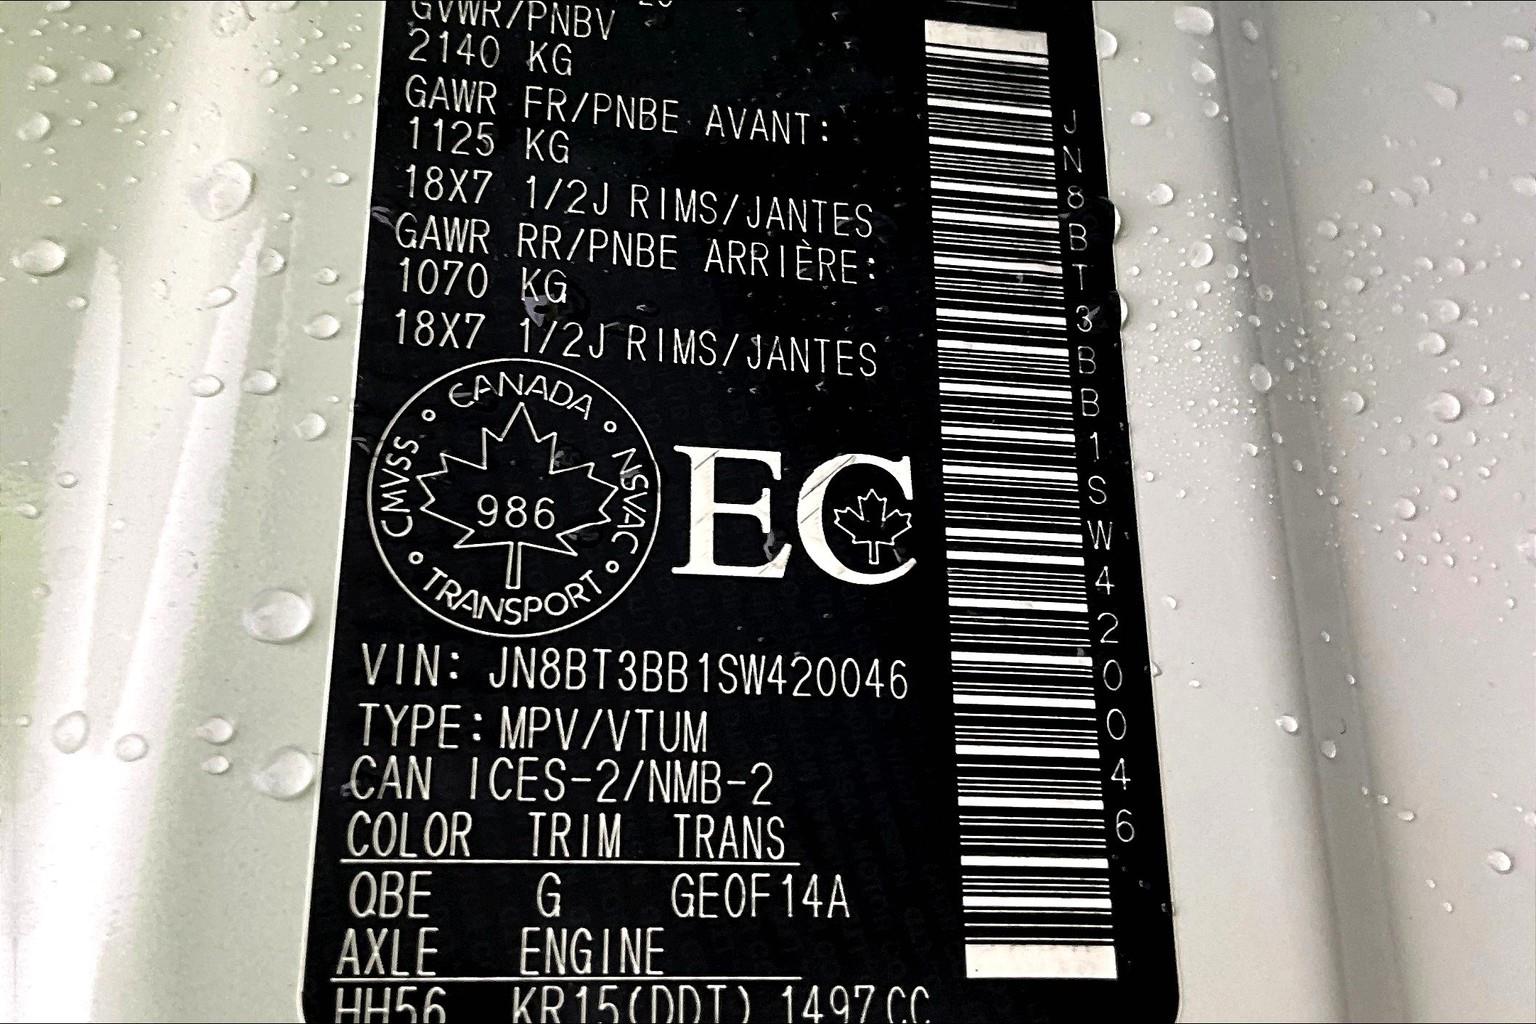 GVWR/PNBV
2140 KG
GAWR FR/PNBE AVANT:
1125 KG
18X7 1/2J RIMS/JANTES
GAWR RR/PNBE ARRIÈRE:
1070 KG
18X7 1/2J RIMS/JANTES
CANADA
CMVSS
NSVAC
986
TRANSPORT
EC
VIN: JN8BT3BB1SW420046
TYPE: MPV/VTUM
CAN ICES-2/NMB-2
COLOR TRIM TRANS
QBE G GE0F14A
AXLE ENGINE
HH56 KR15(DDT) 1497CC
JN8BT3BB1SW420046